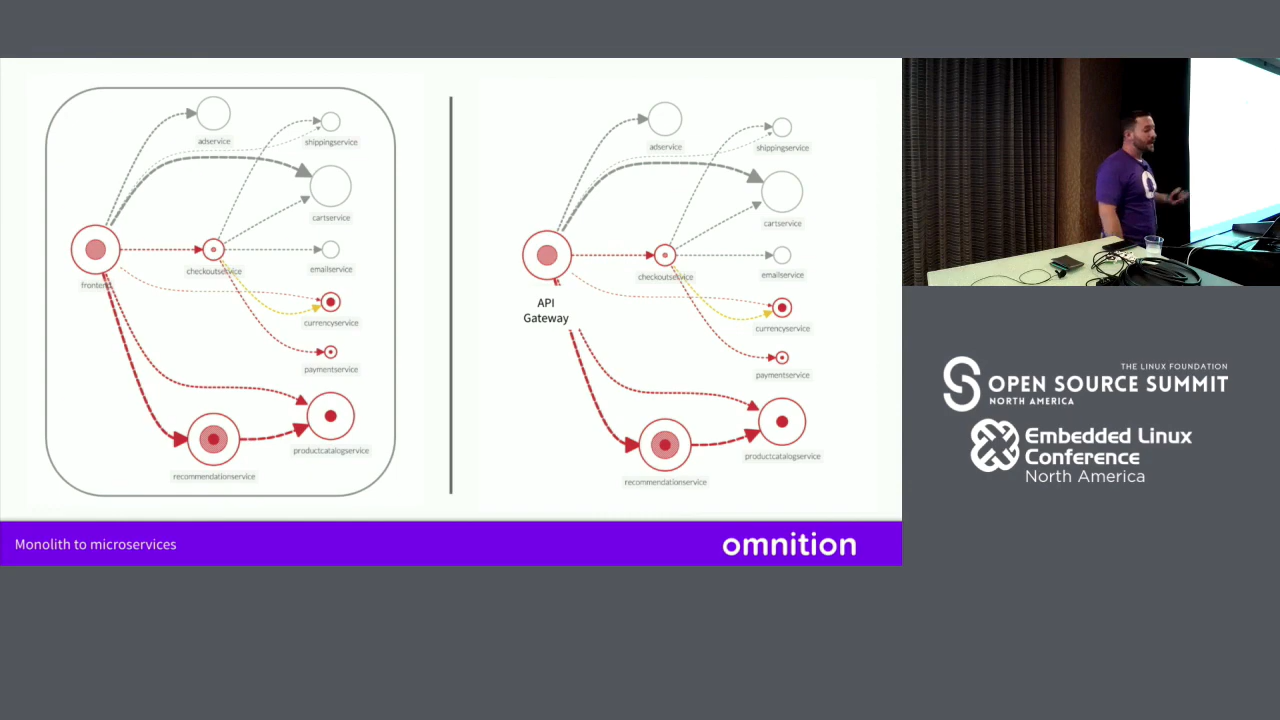 adservice
shippingservice
cartservice
checkoutservice
emailservice
frontend
currencyservice
paymentservice
productcatalogservice
recommendationservice
adservice
shippingservice
cartservice
checkoutservice
emailservice
API
Gateway
currencyservice
paymentservice
productcatalogservice
recommendationservice
Monolith to microservices
omnition
THE LINUX FOUNDATION
OPEN SOURCE SUMMIT
NORTH AMERICA
Embedded Linux
Conference
North America